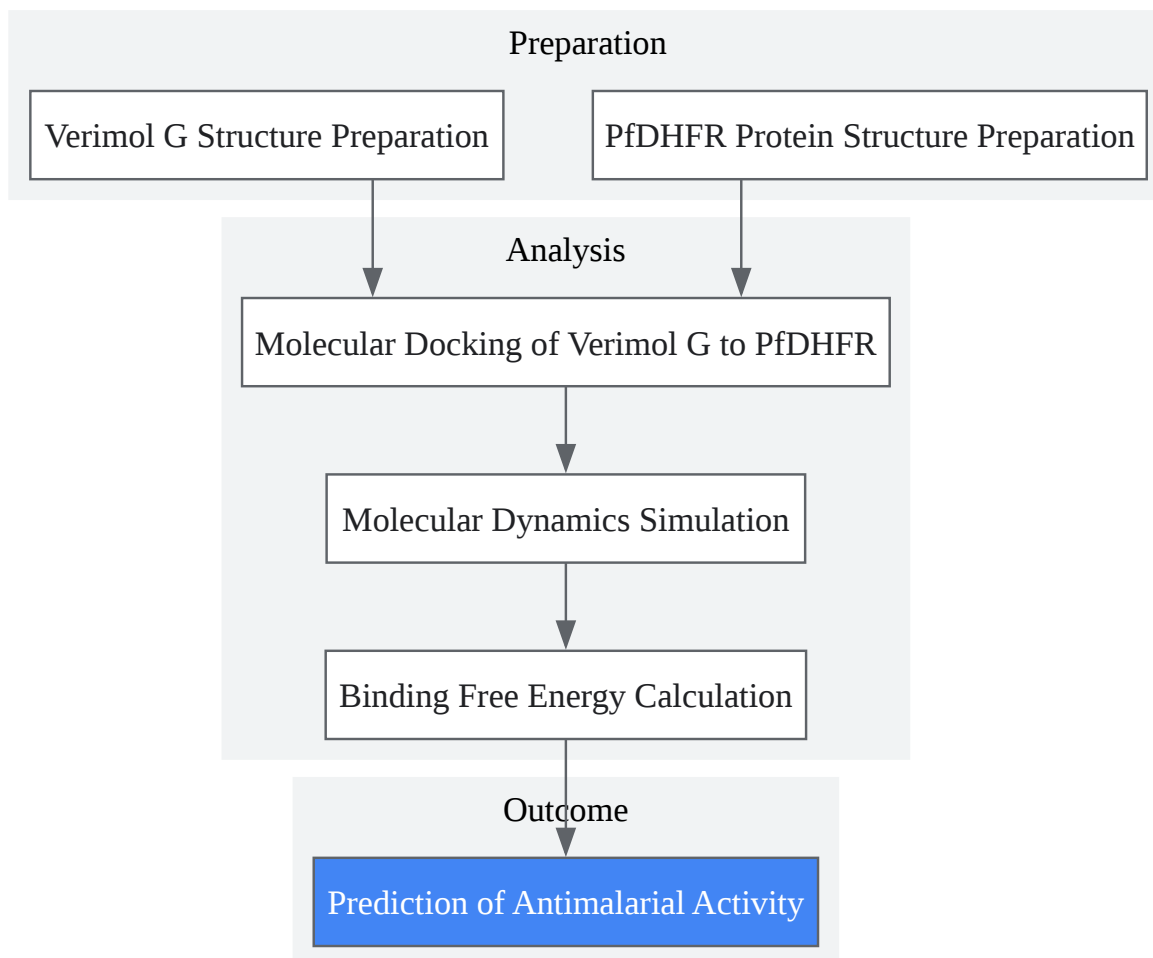 Preparation
Verimol G Structure Preparation
PfDHFR Protein Structure Preparation
Analysis
Molecular Docking of Verimol G to PfDHFR
Molecular Dynamics Simulation
Binding Free Energy Calculation
Outcome
Prediction of Antimalarial Activity